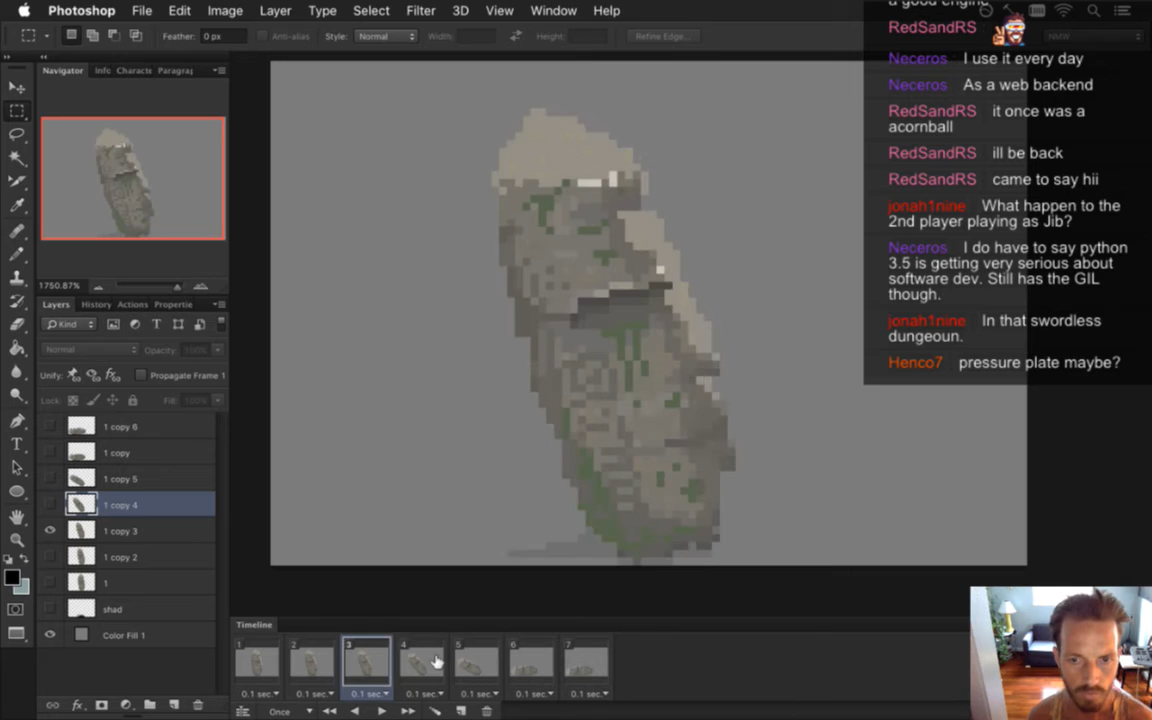 Photoshop File Edit Image Layer Type Select Filter 3D View Window Help
Feather: 0 px Anti-alias Style: Normal Width: Height: Refine Edge...
Navigator Info Characte Paragraj
1750.87%
Layers History Actions Propertie
Kind
Normal Opacity: 100%
Unify: Propagate Frame 1
Lock: Fill: 100%
1 copy 6
1 copy
1 copy 5
1 copy 4
1 copy 3
1 copy 2
1
shad
Color Fill 1
Timeline
1 2 3 4 5 6 7
0.1 sec. 0.1 sec. 0.1 sec. 0.1 sec. 0.1 sec. 0.1 sec. 0.1 sec.
Once
a good engine
RedSandRS
Neceros I use it every day
Neceros As a web backend
RedSandRS it once was a
acornball
RedSandRS ill be back
RedSandRS came to say hii
jonah1nine What happen to the
2nd player playing as Jib?
Neceros I do have to say python
3.5 is getting very serious about
software dev. Still has the GIL
though.
jonah1nine In that swordless
dungeoun.
Henco7 pressure plate maybe?